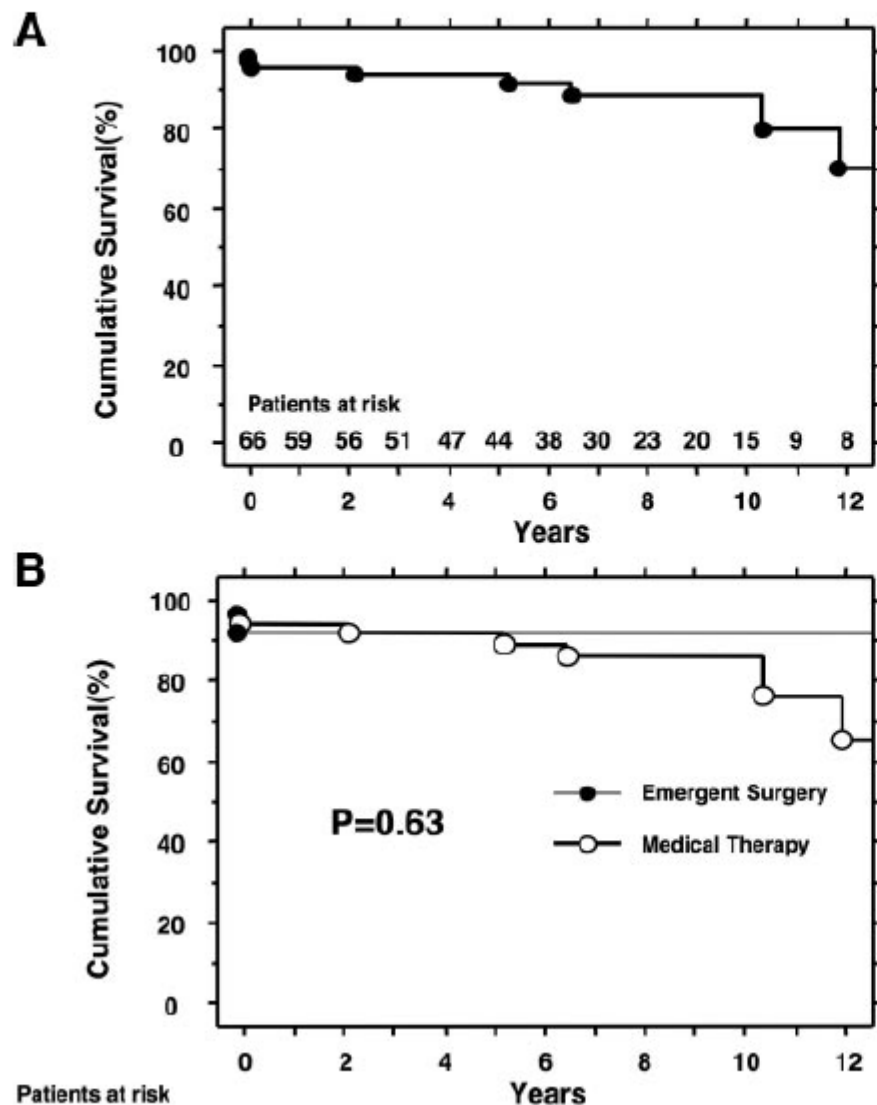 A
100
80
60
40
20
0
Cumulative Survival(%)
Patients at risk
66 59 56 51 47 44 38 30 23 20 15 9 8
0 2 4 6 8 10 12
Years
B
100
80
60
40
20
0
Cumulative Survival(%)
P=0.63
Emergent Surgery
Medical Therapy
0 2 4 6 8 10 12
Years
Patients at risk